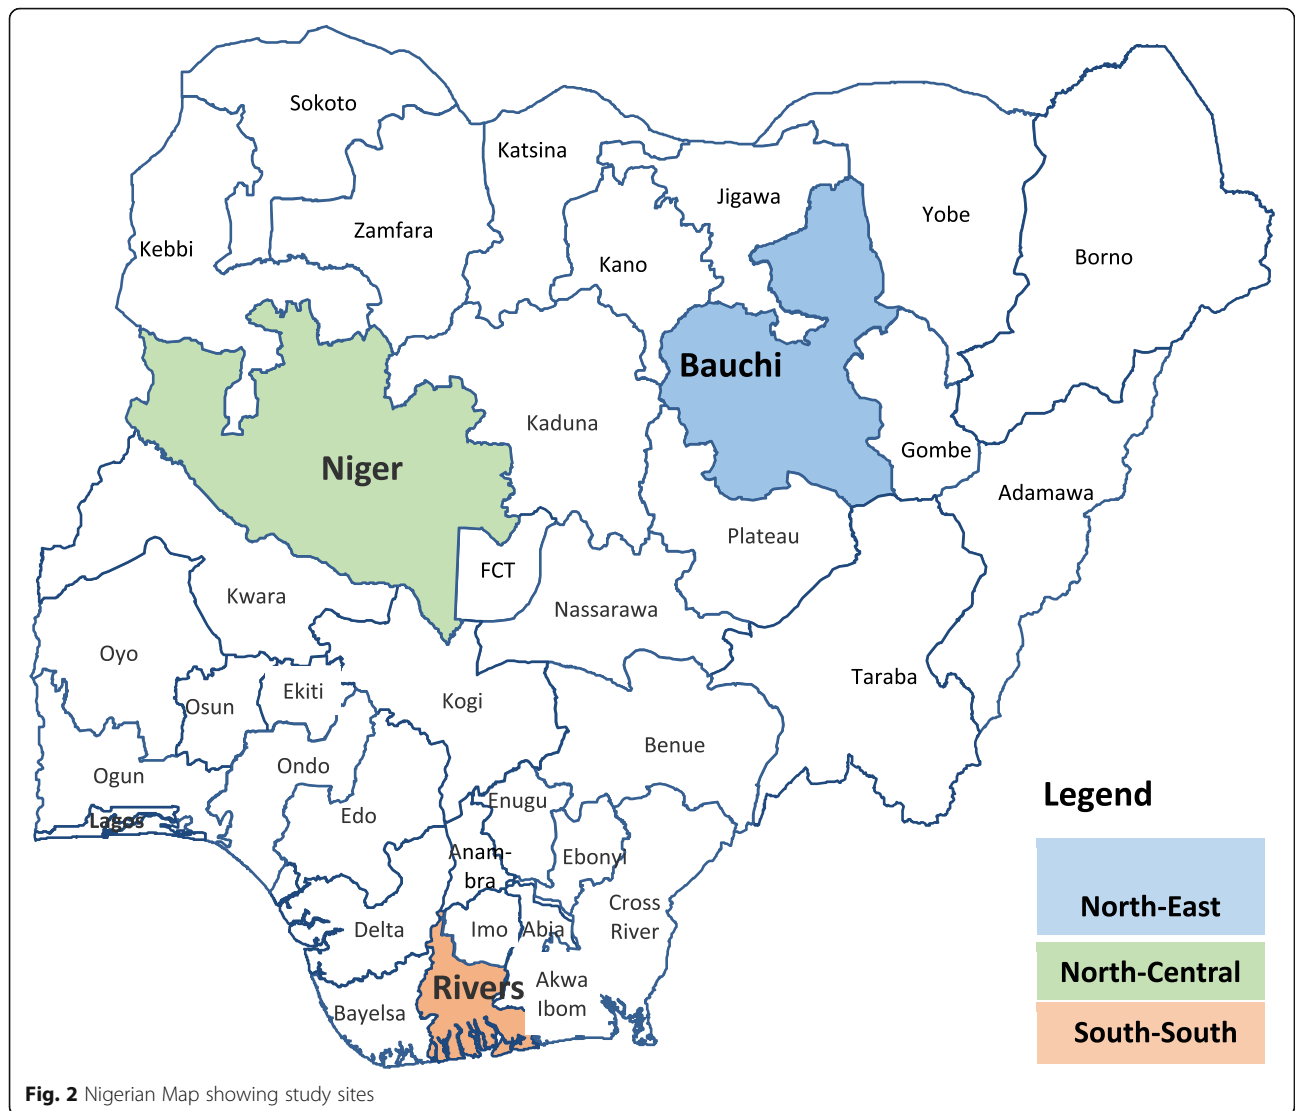 Sokoto
Katsina
Jigawa
Yobe
Zamfara
Kebbi
Kano
Borno
Bauchi
Kaduna
Gombe
Niger
Adamawa
Plateau
FCT
Kwara
Nassarawa
Oyo
Taraba
Ekiti
Osun
Kogi
Benue
Ondo
Ogun
Legend
Enugu
Edo
Lagos
Anam-
bra
Ebonyi
North-East
Cross
River
Delta
Imo
Abia
North-Central
Akwa
Ibom
Rivers
Bayelsa
South-South
Fig. 2 Nigerian Map showing study sites